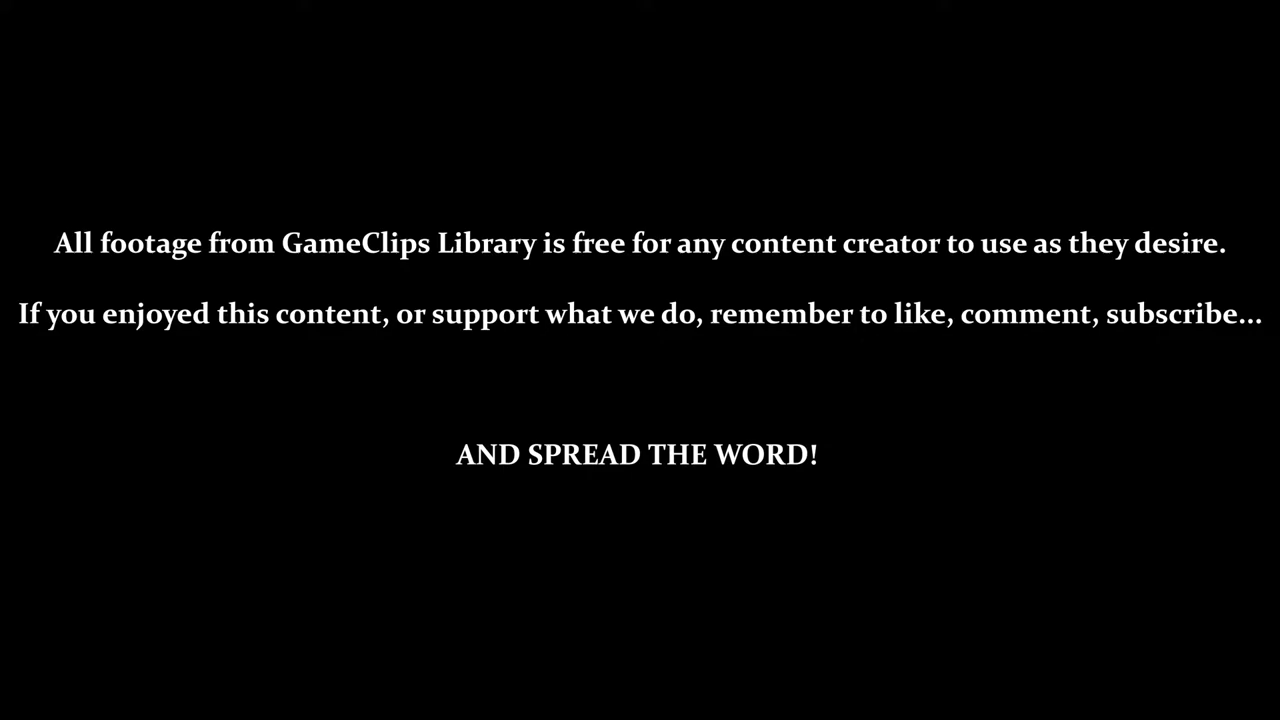 All footage from GameClips Library is free for any content creator to use as they desire.
If you enjoyed this content, or support what we do, remember to like, comment, subscribe...
AND SPREAD THE WORD!